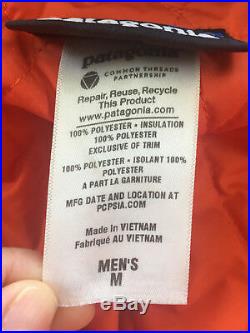 patagonia
patagonia
COMMON THREADS
PARTNERSHIP
Repair, Reuse, Recycle
This Product
www.patagonia.com
100% POLYESTER • INSULATION
100% POLYESTER
EXCLUSIVE OF TRIM
100% POLYESTER • ISOLANT 100%
POLYESTER
A PART LA GARNITURE
MFG DATE AND LOCATION AT
PCPSIA.COM
Made in VIETNAM
Fabriqué AU VIETNAM
MEN'S
M